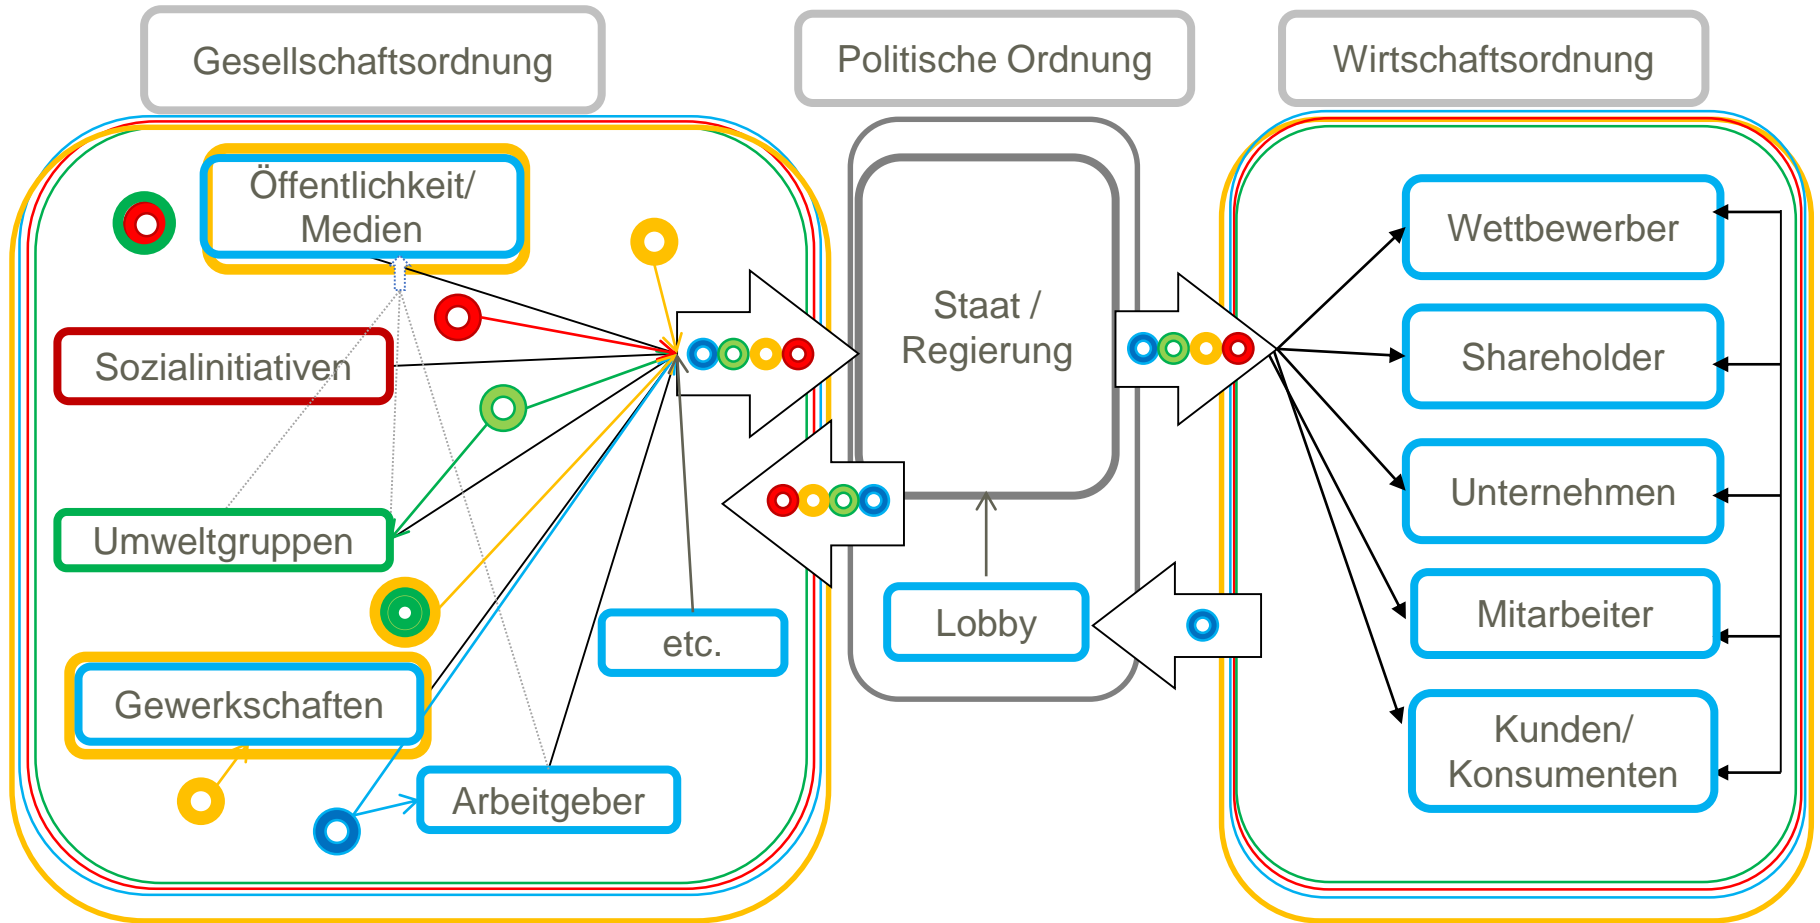 Gesellschaftsordnung
Politische Ordnung
Wirtschaftsordnung
Öffentlichkeit/
Medien
Sozialinitiativen
Umweltgruppen
Gewerkschaften
Arbeitgeber
etc.
Staat /
Regierung
Lobby
Wettbewerber
Shareholder
Unternehmen
Mitarbeiter
Kunden/
Konsumenten